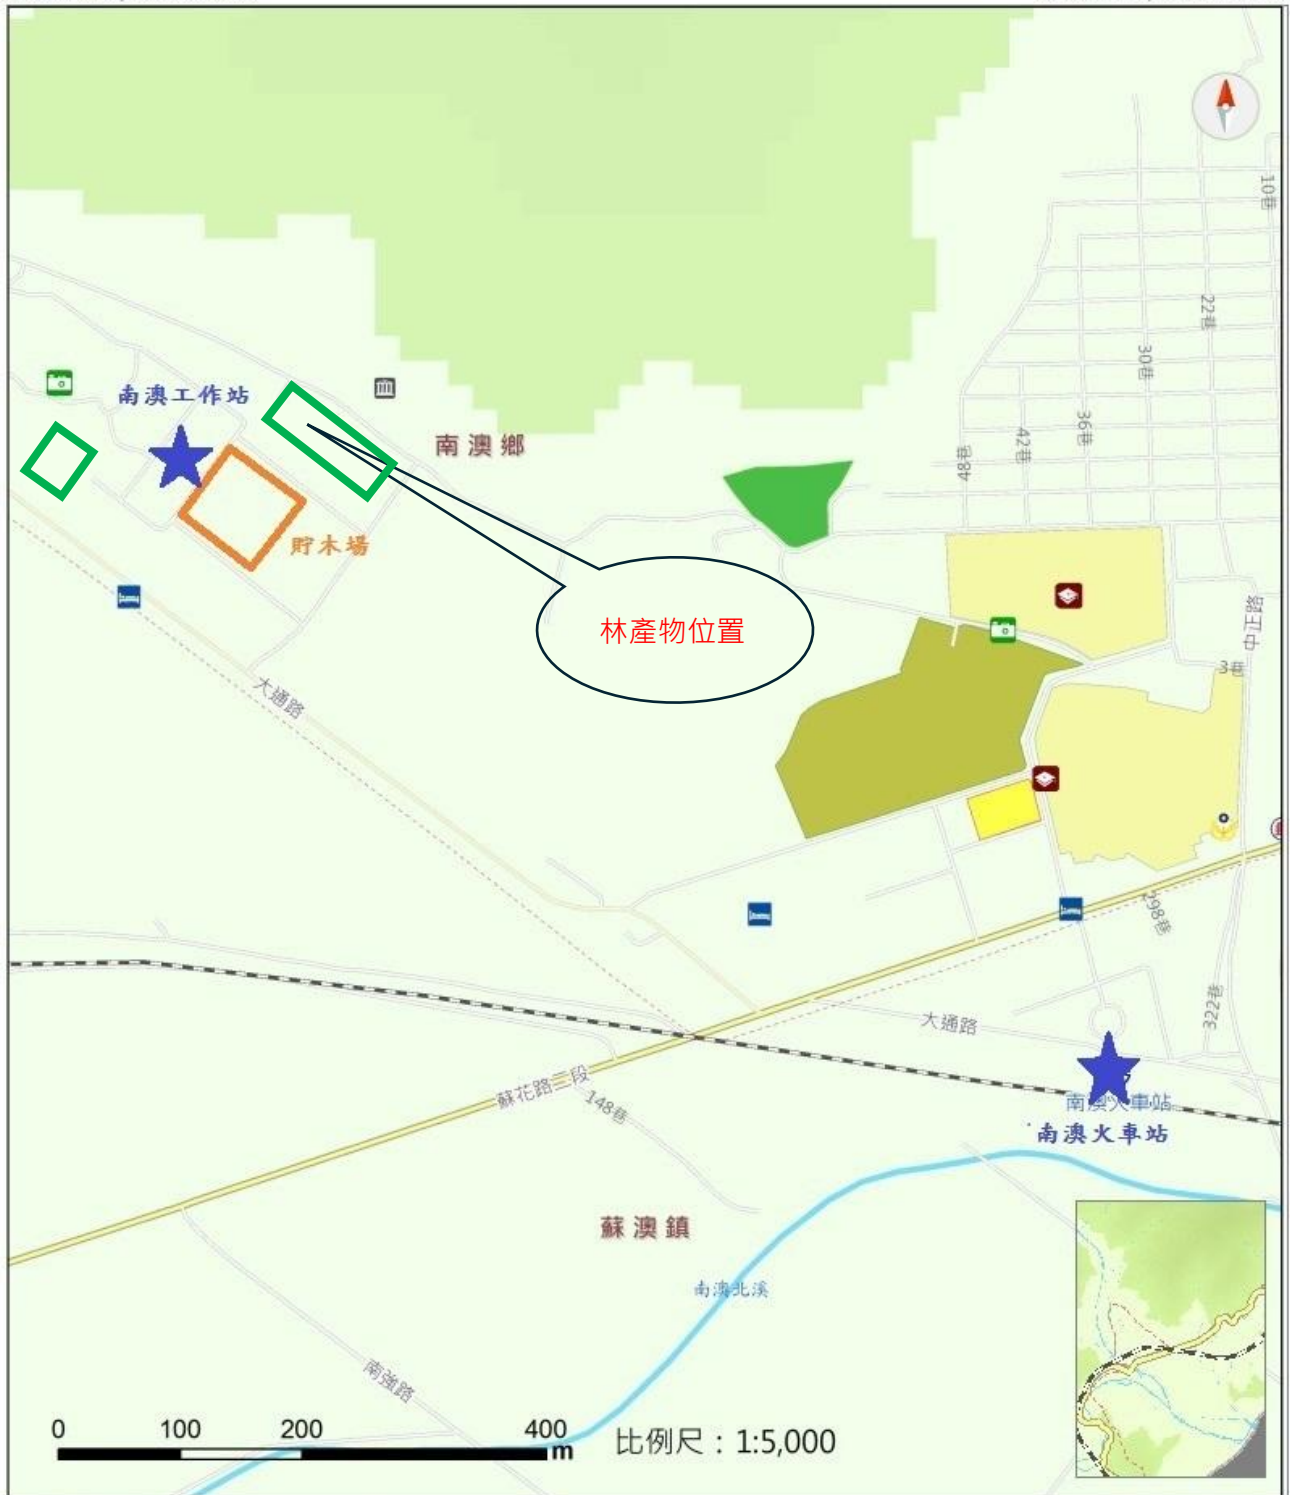 10巷
22巷
30巷
南澳工作站
36巷
42巷
南澳鄉
48巷
貯木場
林產物位置
中正路
3巷
大通路
298巷
322巷
大通路
蘇花路二段
148巷
南澳火車站
南澳火車站
蘇澳鎮
南澳北溪
南強路
0 100 200 400
m
比例尺：1:5,000